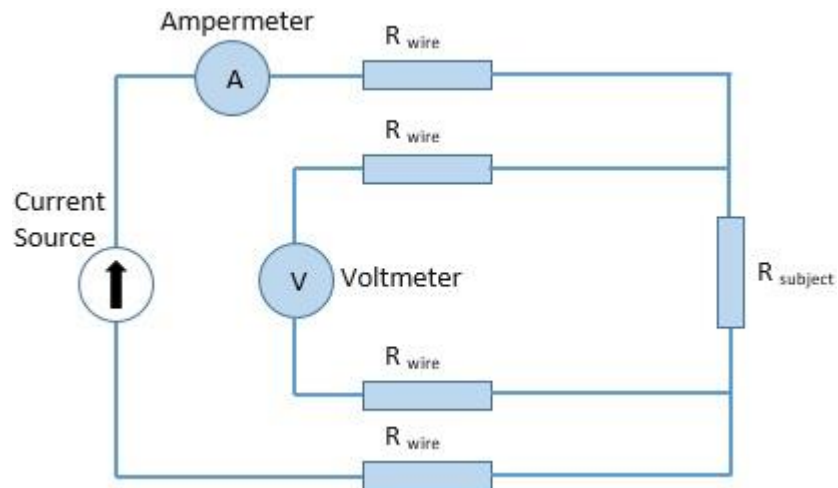 Ampermeter
A
R wire
R wire
Current
Source
V
Voltmeter
R subject
R wire
R wire